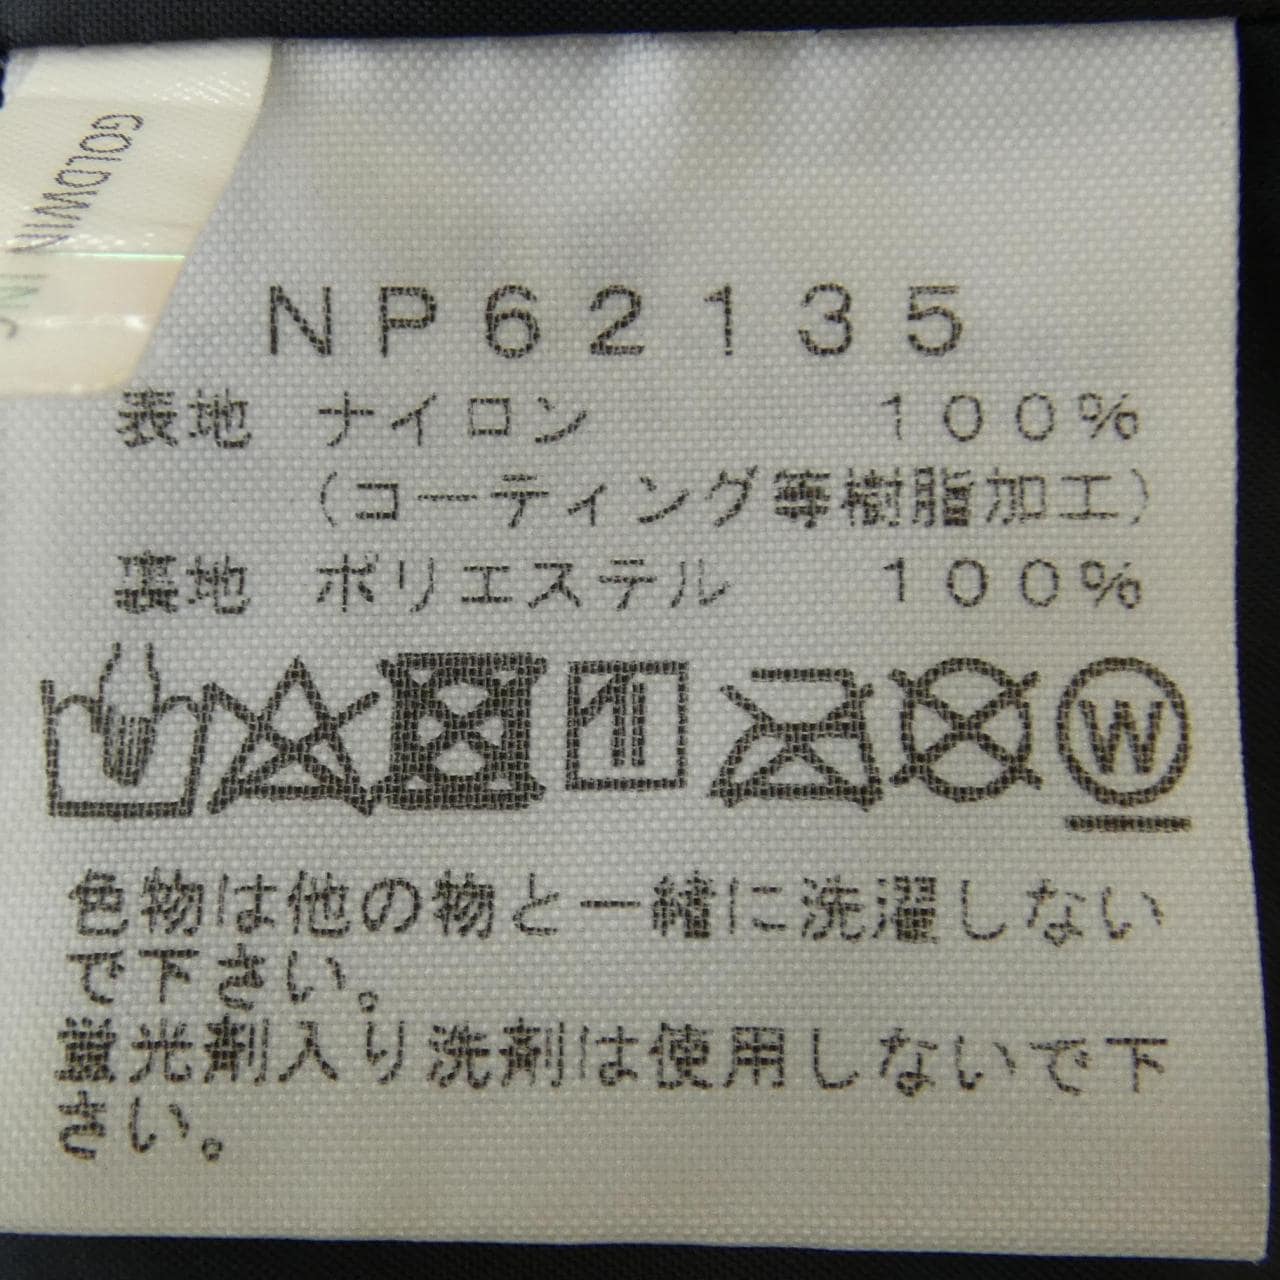 GOLDWIN INC
NP62135
表地 ナイロン 100%
(コーティング等樹脂加工)
裏地 ポリエステル 100%
W
色物は他の物と一緒に洗濯しない
で下さい。
蛍光剤入り洗剤は使用しないで下
さい。